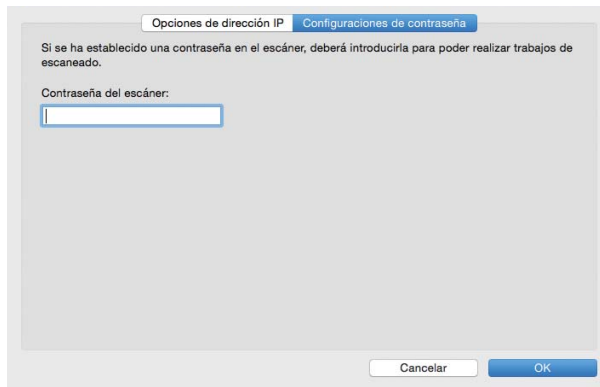 Opciones de dirección IP Configuraciones de contraseña
Si se ha establecido una contraseña en el escáner, deberá introducirla para poder realizar trabajos de
escaneado.
Contraseña del escáner:
Cancelar OK